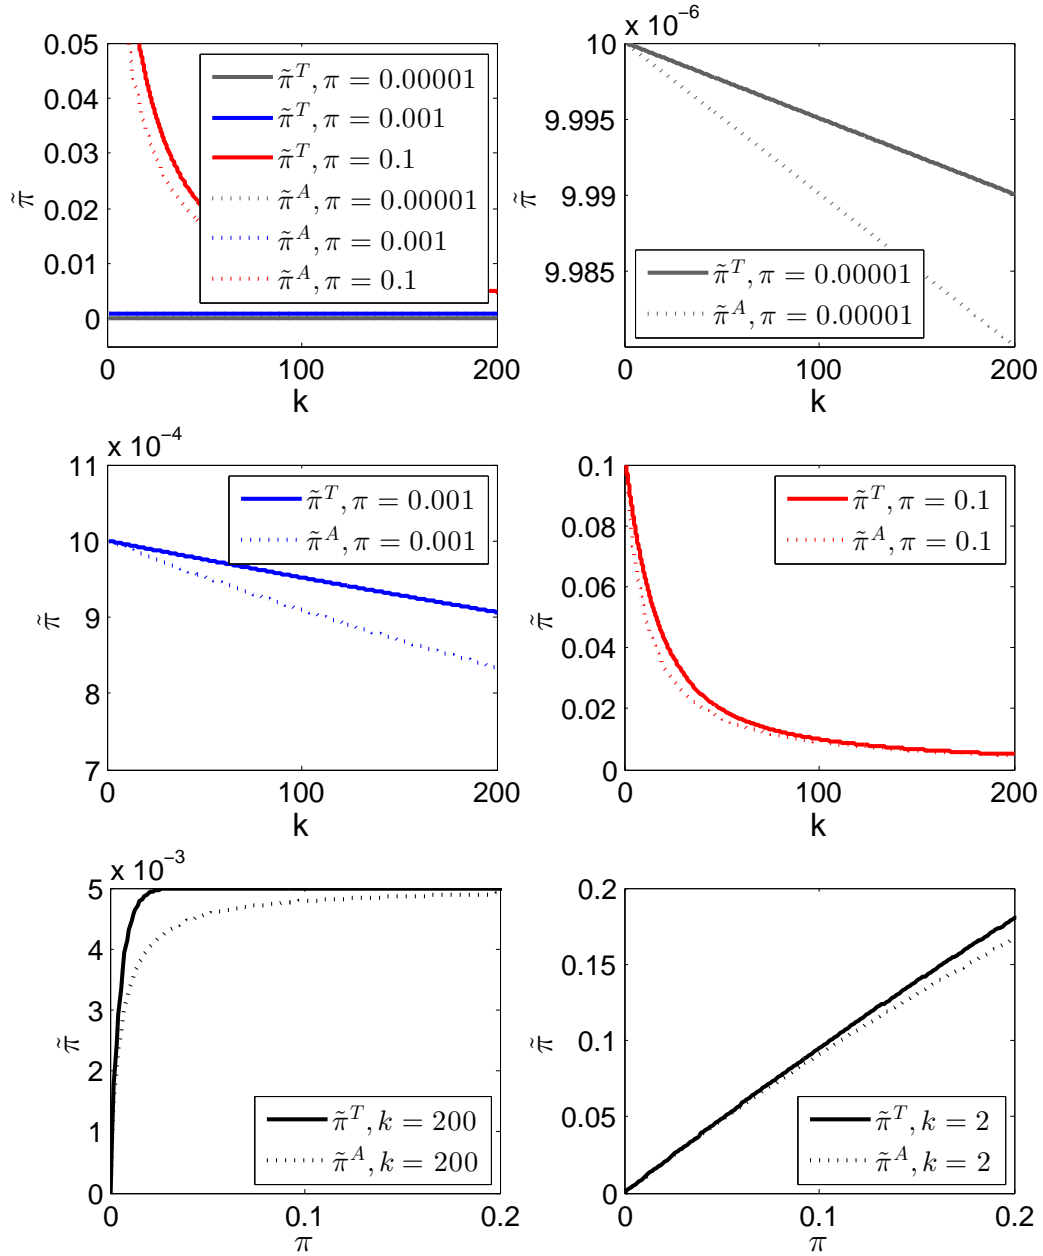 0.05
0.04
0.03
0.02
0.01
0
π̃
π̃^T, π = 0.00001
π̃^T, π = 0.001
π̃^T, π = 0.1
π̃^A, π = 0.00001
π̃^A, π = 0.001
π̃^A, π = 0.1
0 100 200
k
x 10^−6
10
9.995
9.99
9.985
π̃
π̃^T, π = 0.00001
π̃^A, π = 0.00001
0 100 200
k
x 10^−4
11
10
9
8
7
π̃
π̃^T, π = 0.001
π̃^A, π = 0.001
0 100 200
k
0.1
0.08
0.06
0.04
0.02
0
π̃
π̃^T, π = 0.1
π̃^A, π = 0.1
0 100 200
k
x 10^−3
5
4
3
2
1
0
π̃
π̃^T, k = 200
π̃^A, k = 200
0 0.1 0.2
π
0.2
0.15
0.1
0.05
0
π̃
π̃^T, k = 2
π̃^A, k = 2
0 0.1 0.2
π